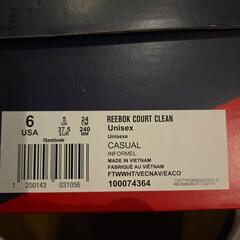 6
USA
5
UK
24
CM
37.5
EUR
240
MM
Reebok
1 200143 031056
REEBOK COURT CLEAN
Unisex
Unisexe
CASUAL
INFORMEL
MADE IN VIETNAM
FABRIQUÉ AU VIETNAM
FTWWHT/VECNAV/EACO
100074364